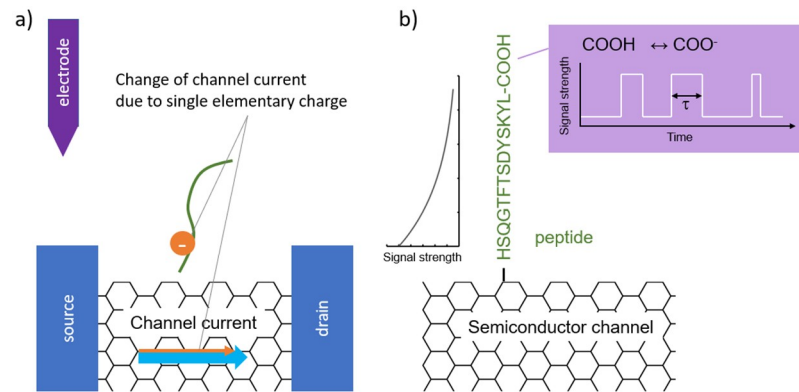 a)
electrode
Change of channel current
due to single elementary charge
−
source
Channel current
drain
b)
Signal strength
HSQGTFTSDYSKYL-COOH
peptide
Semiconductor channel
COOH ↔ COO⁻
Signal strength
τ
Time